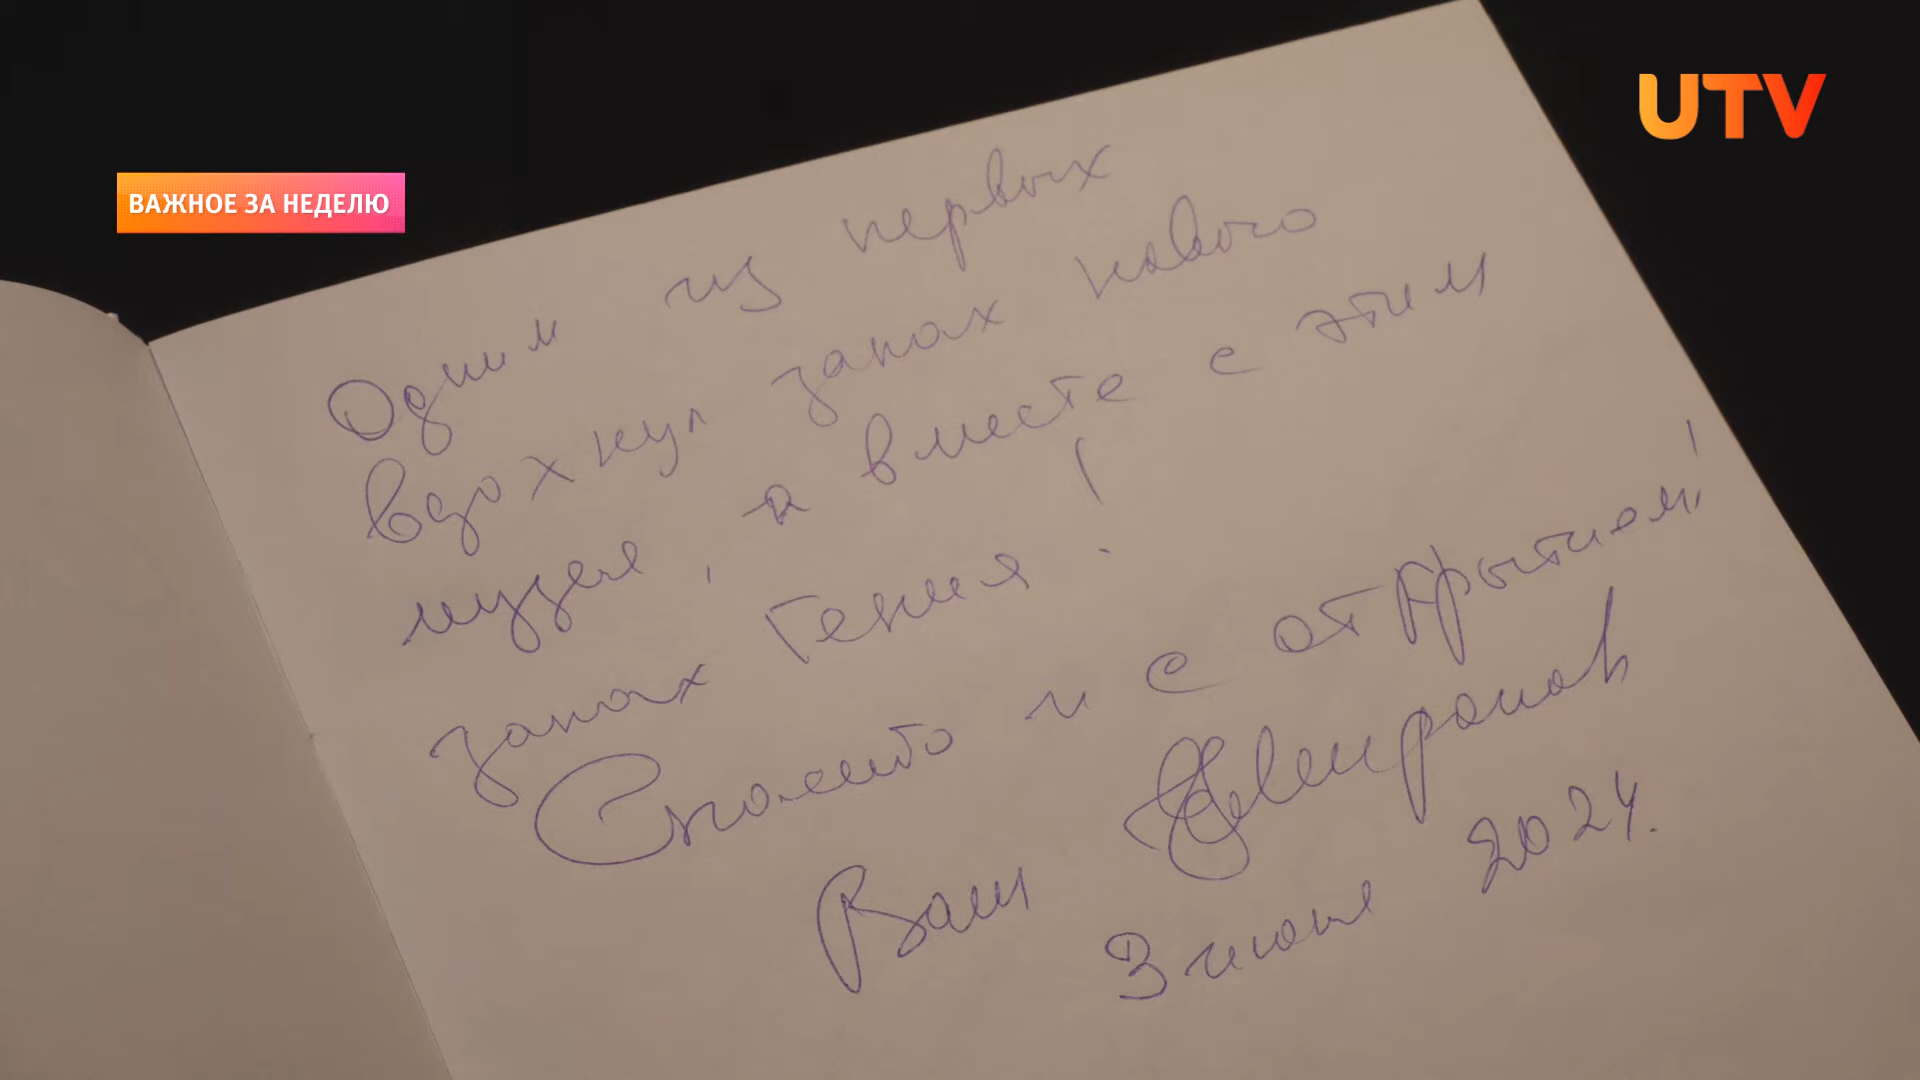 UTV
ВАЖНОЕ ЗА НЕДЕЛЮ
Одним из первых
вдохнул запах нового
музея, а вместе с этим
запах Гения!
Спасибо и с открытием!
Ваш
3 июня 2024.